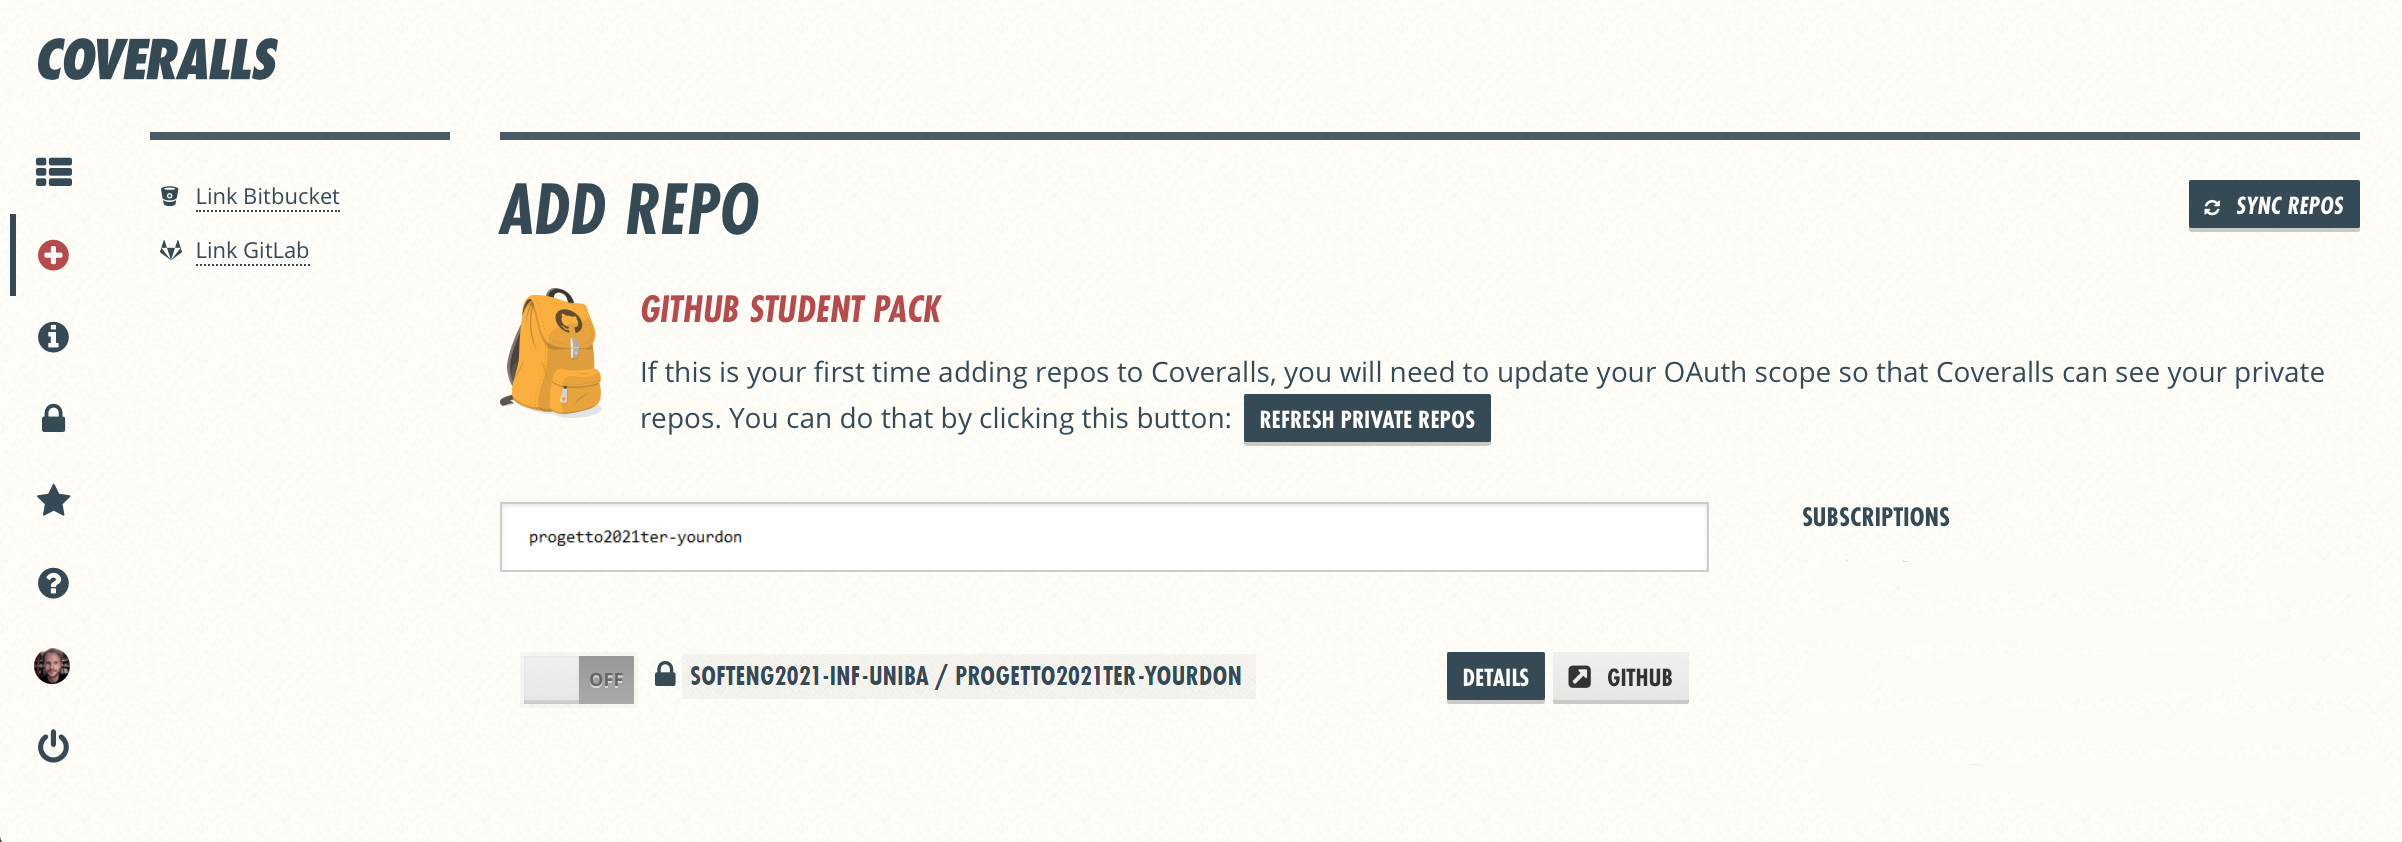 COVERALLS
Link Bitbucket
Link GitLab
ADD REPO
SYNC REPOS
GITHUB STUDENT PACK
If this is your first time adding repos to Coveralls, you will need to update your OAuth scope so that Coveralls can see your private
repos. You can do that by clicking this button: REFRESH PRIVATE REPOS
progetto2021ter-yourdon
SUBSCRIPTIONS
OFF SOFTENG2021-INF-UNIBA / PROGETTO2021TER-YOURDON DETAILS GITHUB